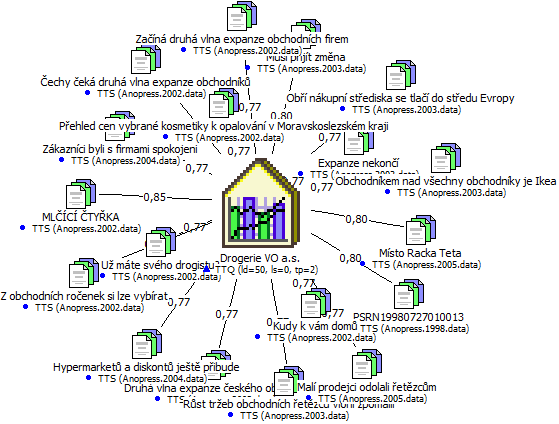 Začíná druhá vlna expanze obchodních firem
TTS (Anopress.2002.data)
Musí přijít změna
TTS (Anopress.2003.data)
Čechy čeká druhá vlna expanze obchodníků
TTS (Anopress.2002.data)
0,77
0,80
Obří nákupní střediska se tlačí do středu Evropy
TTS (Anopress.2003.data)
0,77
Přehled cen vybrané kosmetiky k opalování v Moravskoslezském kraji
TTS (Anopress.2002.data)
0,77
Zákazníci byli s firmami spokojeni
TTS (Anopress.2004.data)
0,77
0,77
Expanze nekončí
TTS (Anopress.2002.data)
0,77
Obchodníkem nad všechny obchodníky je Ikea
TTS (Anopress.2003.data)
0,85
MLČÍCÍ ČTYŘKA
TTS (Anopress.2002.data)
0,80
0,77
Místo Racka Teta
TTS (Anopress.2005.data)
Drogerie VO a.s.
TTQ (ld=50, ls=0, tp=2)
0,80
Už máte svého drogistu
Z obchodních ročenek si lze vybírat
TTS (Anopress.2002.data)
0,77
0,77
0,77
PSRN19980727010013
TTS (Anopress.1998.data)
Kudy k vám domů
TTS (Anopress.2002.data)
Hypermarketů a diskontů ještě přibude
TTS (Anopress.2004.data)
Druhá vlna expanze českého
Malí prodejci odolali řetězcům
TTS (Anopress.2005.data)
Růst tržeb obchodních řetězců vloni zpomalil
TTS (Anopress.2003.data)